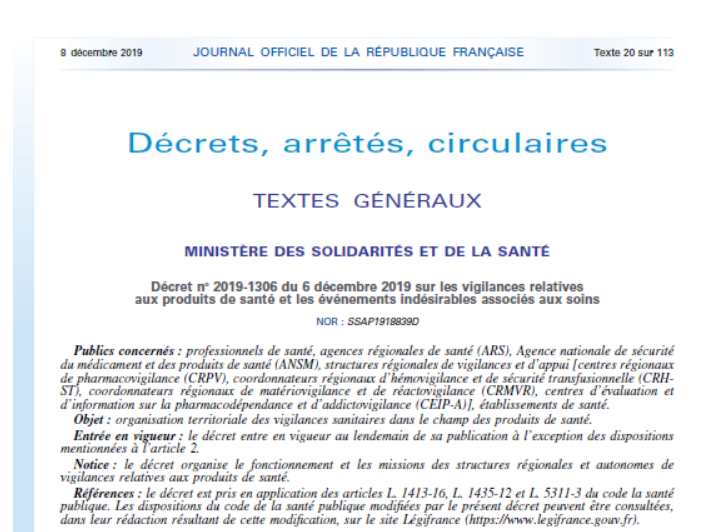 8 décembre 2019 JOURNAL OFFICIEL DE LA RÉPUBLIQUE FRANÇAISE Texte 20 sur 113
Décrets, arrêtés, circulaires
TEXTES GÉNÉRAUX
MINISTÈRE DES SOLIDARITÉS ET DE LA SANTÉ
Décret nº 2019-1306 du 6 décembre 2019 sur les vigilances relatives
aux produits de santé et les événements indésirables associés aux soins
NOR : SSAP1918839D
Publics concernés : professionnels de santé, agences régionales de santé (ARS), Agence nationale de sécurité
du médicament et des produits de santé (ANSM), structures régionales de vigilances et d'appui [centres régionaux
de pharmacovigilance (CRPV), coordonnateurs régionaux d'hémovigilance et de sécurité transfusionnelle (CRH-
ST), coordonnateurs régionaux de matériovigilance et de réactovigilance (CRMVR), centres d'évaluation et
d'information sur la pharmacodépendance et d'addictovigilance (CEIP-A)], établissements de santé.
Objet : organisation territoriale des vigilances sanitaires dans le champ des produits de santé.
Entrée en vigueur : le décret entre en vigueur au lendemain de sa publication à l'exception des dispositions
mentionnées à l'article 2.
Notice : le décret organise le fonctionnement et les missions des structures régionales et autonomes de
vigilances relatives aux produits de santé.
Références : le décret est pris en application des articles L. 1413-16, L. 1435-12 et L. 5311-3 du code la santé
publique. Les dispositions du code de la santé publique modifiées par le présent décret peuvent être consultées,
dans leur rédaction résultant de cette modification, sur le site Légifrance (https://www.legifrance.gouv.fr).